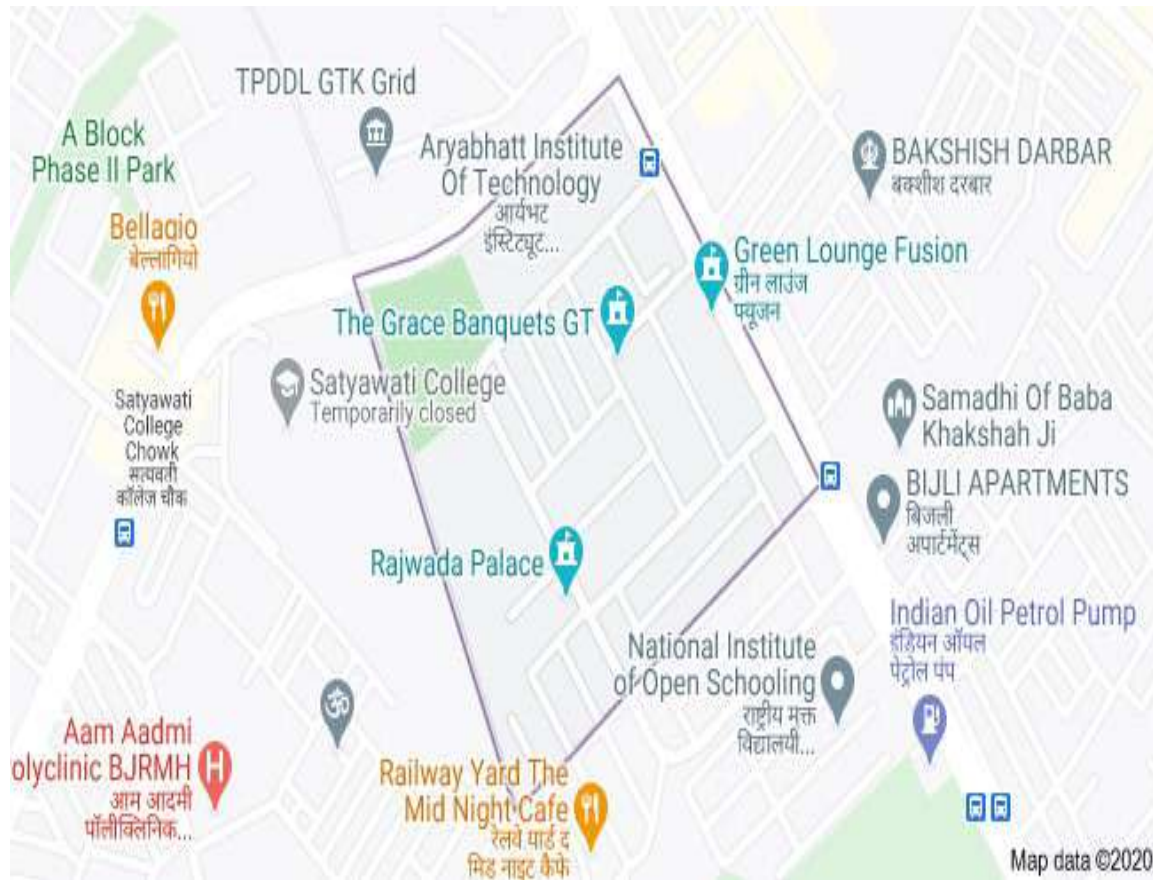 TPDDL GTK Grid
A Block
Phase II Park
Aryabhatt Institute
Of Technology
आर्यभट
इंस्टिट्यूट...
BAKSHISH DARBAR
बक्शीश दरबार
Bellagio
बेल्लागियो
Green Lounge Fusion
ग्रीन लाउंज
फ्यूजन
The Grace Banquets GT
Satyawati College
Temporarily closed
Satyawati
College
Chowk
सत्यवती
कॉलेज चौक
Samadhi Of Baba
Khakshah Ji
BIJLI APARTMENTS
बिजली
अपार्टमेंट्स
Rajwada Palace
Indian Oil Petrol Pump
इंडियन ऑयल
पेट्रोल पंप
National Institute
of Open Schooling
राष्ट्रीय मुक्त
विद्यालयी...
ॐ
Aam Aadmi
olyclinic BJRMH
H
आम आदमी
पॉलीक्लिनिक...
Railway Yard The
Mid Night Cafe
रेलवे यार्ड द
मिड नाइट कैफे
Map data ©2020